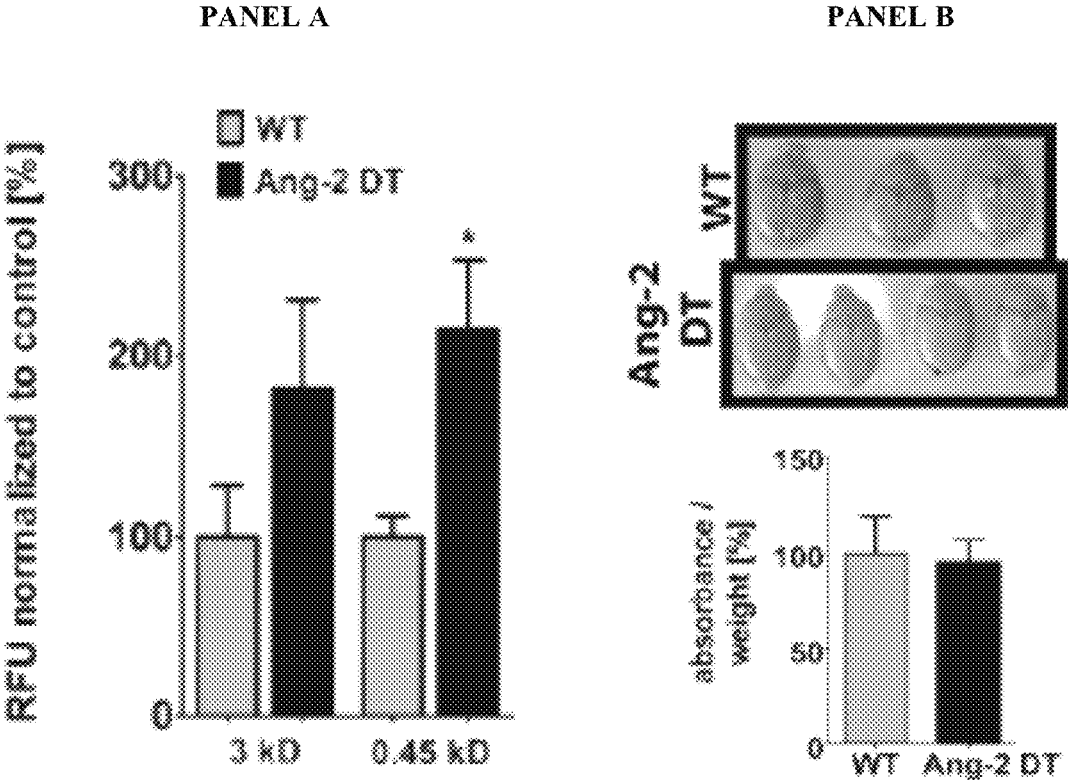 PANEL A
PANEL B
WT
Ang-2 DT
RFU normalized to control [%]
300
200
100
0
*
3 kD
0.45 kD
WT
Ang-2
DT
absorbance /
weight [%]
150
100
50
0
WT
Ang-2 DT